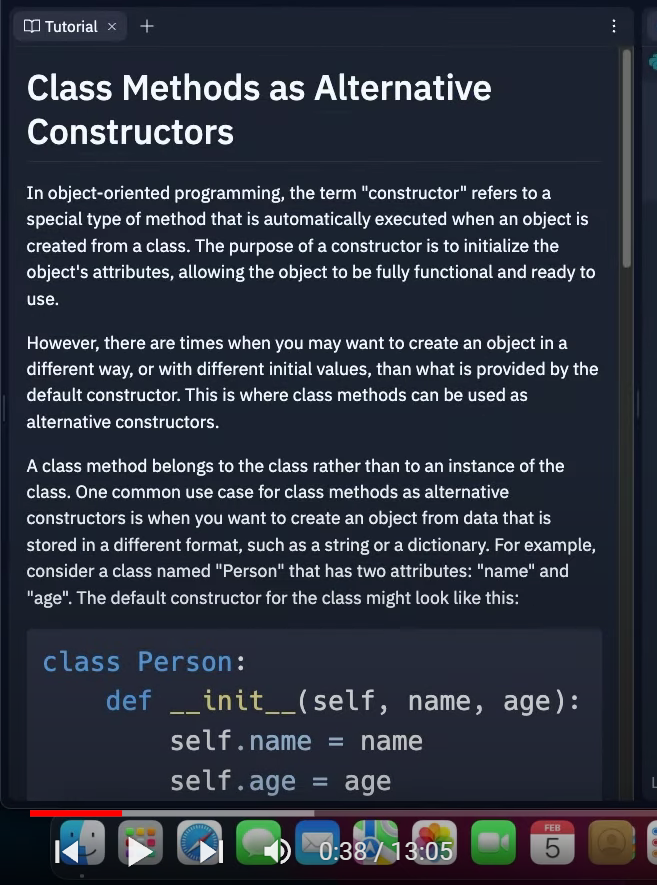 Tutorial × +
Class Methods as Alternative
Constructors
In object-oriented programming, the term "constructor" refers to a
special type of method that is automatically executed when an object is
created from a class. The purpose of a constructor is to initialize the
object's attributes, allowing the object to be fully functional and ready to
use.
However, there are times when you may want to create an object in a
different way, or with different initial values, than what is provided by the
default constructor. This is where class methods can be used as
alternative constructors.
A class method belongs to the class rather than to an instance of the
class. One common use case for class methods as alternative
constructors is when you want to create an object from data that is
stored in a different format, such as a string or a dictionary. For example,
consider a class named "Person" that has two attributes: "name" and
"age". The default constructor for the class might look like this:
class Person:
    def __init__(self, name, age):
        self.name = name
        self.age = age
FEB
5
0:38 / 13:05